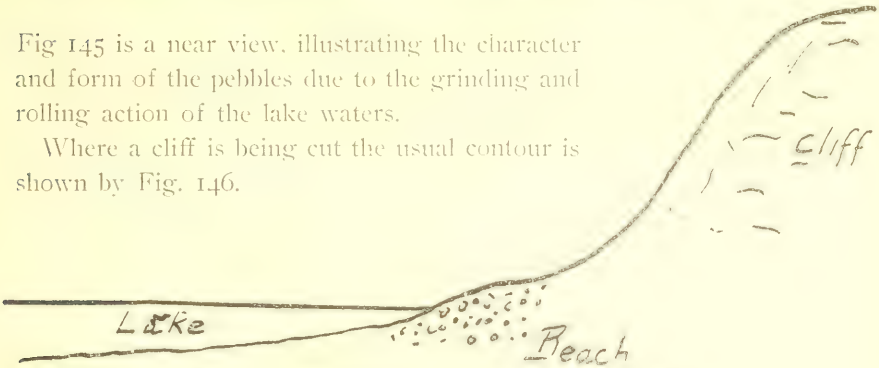 Fig 145 is a near view, illustrating the character
and form of the pebbles due to the grinding and
rolling action of the lake waters.
Where a cliff is being cut the usual contour is
shown by Fig. 146.
Cliff
Lake
Beach